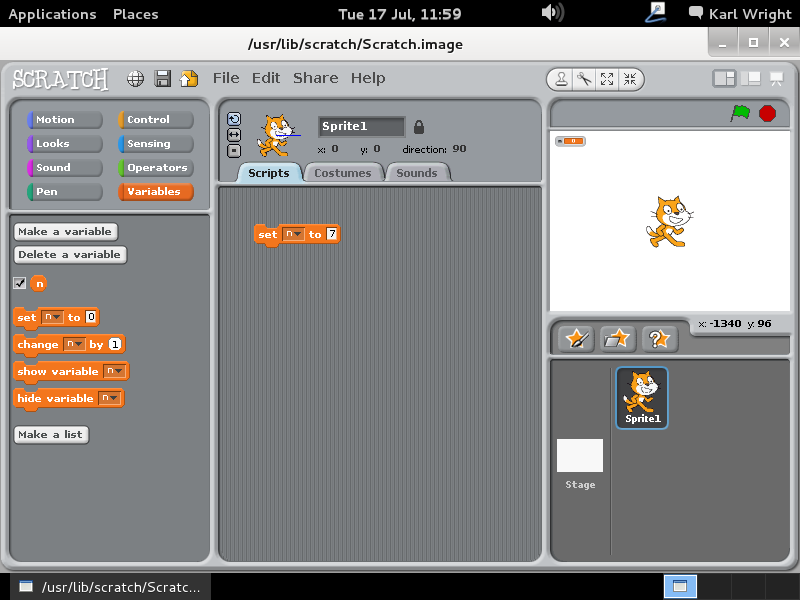 Applications Places Tue 17 Jul, 11:59 Karl Wright
/usr/lib/scratch/Scratch.image
SCRATCH File Edit Share Help
Motion Control
Looks Sensing
Sound Operators
Pen Variables
Sprite1
x: 0 y: 0 direction: 90
Scripts Costumes Sounds
Make a variable
Delete a variable
n
set n to 0
change n by 1
show variable n
hide variable n
Make a list
set n to 7
0
x: -1340 y: 96
Sprite1
Stage
/usr/lib/scratch/Scratc...